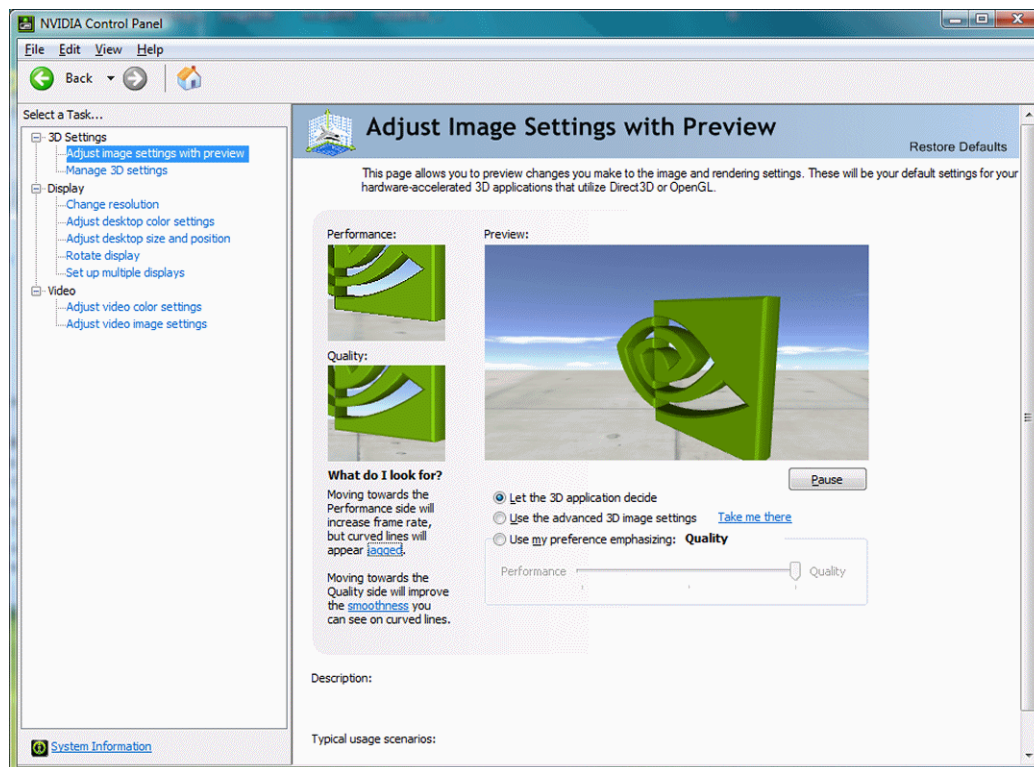 NVIDIA Control Panel
File Edit View Help
Back
Select a Task...
3D Settings
Adjust image settings with preview
Manage 3D settings
Display
Change resolution
Adjust desktop color settings
Adjust desktop size and position
Rotate display
Set up multiple displays
Video
Adjust video color settings
Adjust video image settings
System Information
Adjust Image Settings with Preview
Restore Defaults
This page allows you to preview changes you make to the image and rendering settings. These will be your default settings for your
hardware-accelerated 3D applications that utilize Direct3D or OpenGL.
Performance:
Quality:
What do I look for?
Moving towards the
Performance side will
increase frame rate,
but curved lines will
appear jagged.
Moving towards the
Quality side will improve
the smoothness you
can see on curved lines.
Preview:
Pause
Let the 3D application decide
Use the advanced 3D image settings Take me there
Use my preference emphasizing: Quality
Performance Quality
Description:
Typical usage scenarios: